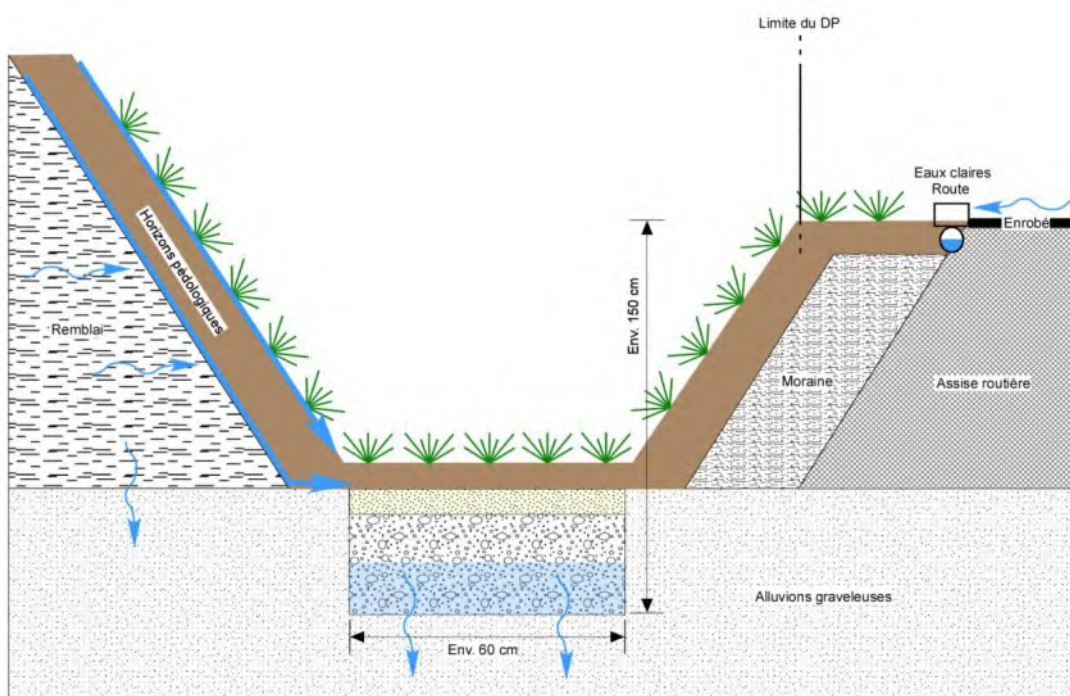 Limite du DP
Eaux claires
Route
Enrobé
Horizons pédologiques
Env. 150 cm
Remblai
Moraine
Assise routière
Alluvions graveleuses
Env. 60 cm